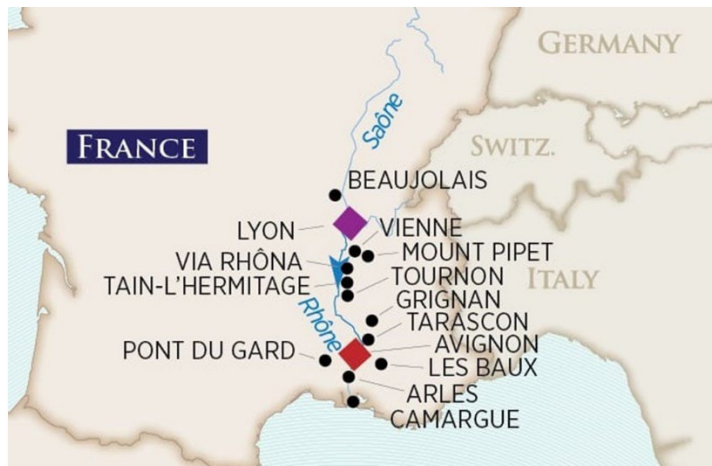 GERMANY
Saône
FRANCE
SWITZ.
BEAUJOLAIS
LYON
VIENNE
MOUNT PIPET
VIA RHÔNA
TOURNON
ITALY
TAIN-L'HERMITAGE
GRIGNAN
Rhône
TARASCON
AVIGNON
PONT DU GARD
LES BAUX
ARLES
CAMARGUE